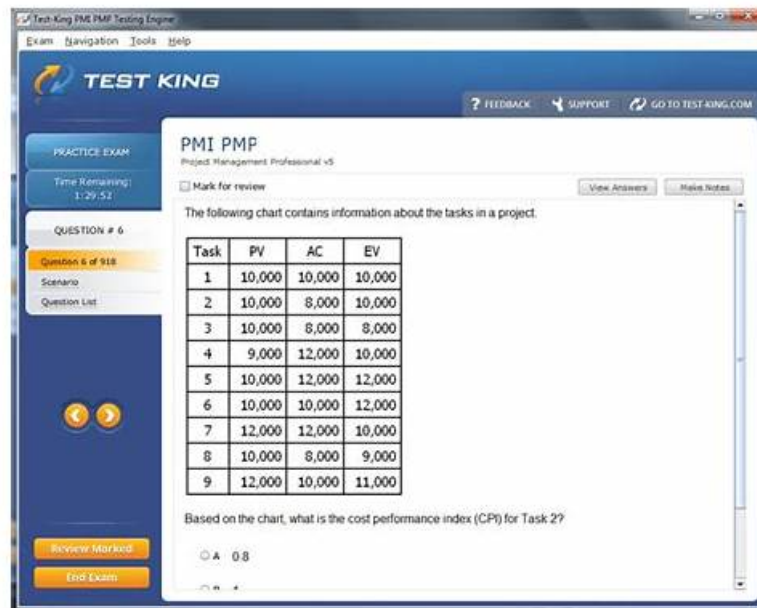 Test-King PMI PMP Testing Engine
Exam Navigation Tools Help
TEST KING
? FEEDBACK SUPPORT GO TO TEST-KING.COM
PRACTICE EXAM
Time Remaining:
1:29:52
QUESTION # 6
Question 6 of 918
Scenario
Question List
Review Marked
End Exam
PMI PMP
Project Management Professional v5
Mark for review
View Answers Make Notes
The following chart contains information about the tasks in a project.
Task PV AC EV
1 10,000 10,000 10,000
2 10,000 8,000 10,000
3 10,000 8,000 8,000
4 9,000 12,000 10,000
5 10,000 12,000 12,000
6 10,000 10,000 12,000
7 12,000 12,000 10,000
8 10,000 8,000 9,000
9 12,000 10,000 11,000
Based on the chart, what is the cost performance index (CPI) for Task 2?
A 0.8